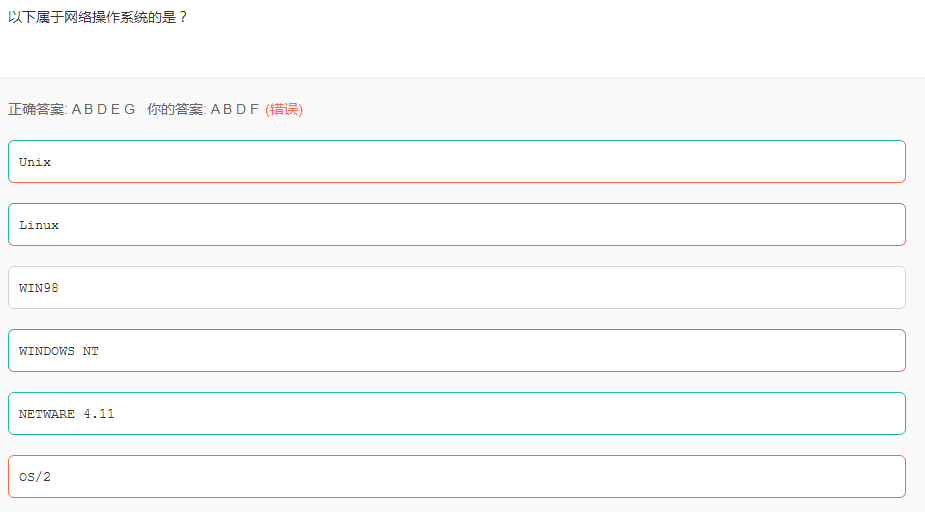 以下属于网络操作系统的是？
正确答案: A B D E G 你的答案: A B D F (错误)
Unix
Linux
WIN98
WINDOWS NT
NETWARE 4.11
OS/2